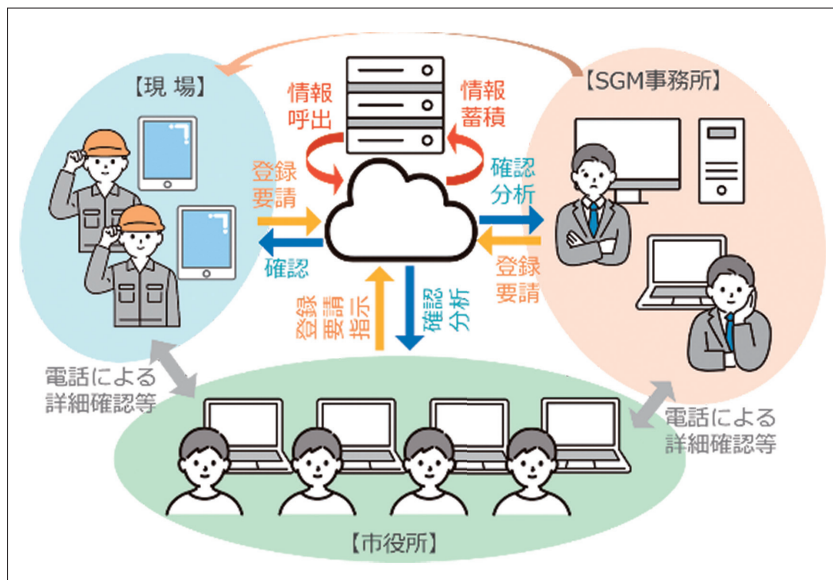 【現 場】
【SGM事務所】
情報
呼出
情報
蓄積
登録
要請
確認
確認
分析
登録
要請
登録
要請
指示
確認
分析
電話による
詳細確認等
電話による
詳細確認等
【市役所】